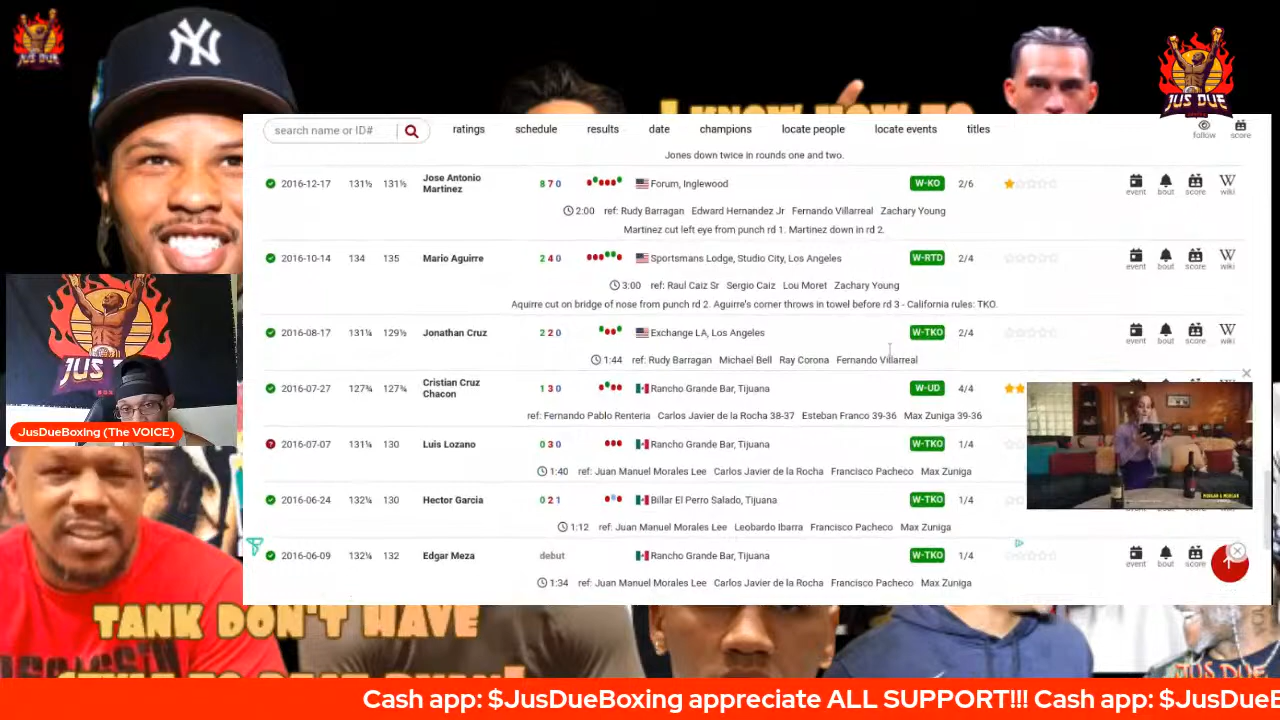 JUS DUE
I KNOW HOW TO
JUS DUE
search name or ID#
ratings schedule results date champions locate people locate events titles
follow score
Jones down twice in rounds one and two.
2016-12-17 131½ 131½ Jose Antonio Martinez 8 7 0 Forum, Inglewood W-KO 2/6 event bout score wiki
2:00 ref: Rudy Barragan Edward Hernandez Jr Fernando Villarreal Zachary Young
Martinez cut left eye from punch rd 1. Martinez down in rd 2.
2016-10-14 134 135 Mario Aguirre 2 4 0 Sportsmans Lodge, Studio City, Los Angeles W-RTD 2/4 event bout score wiki
3:00 ref: Raul Caiz Sr Sergio Caiz Lou Moret Zachary Young
Aquirre cut on bridge of nose from punch rd 2. Aguirre's corner throws in towel before rd 3 - California rules: TKO.
2016-08-17 131¼ 129½ Jonathan Cruz 2 2 0 Exchange LA, Los Angeles W-TKO 2/4 event bout score wiki
1:44 ref: Rudy Barragan Michael Bell Ray Corona Fernando Villarreal
2016-07-27 127¾ 127¾ Cristian Cruz Chacon 1 3 0 Rancho Grande Bar, Tijuana W-UD 4/4
ref: Fernando Pablo Renteria Carlos Javier de la Rocha 38-37 Esteban Franco 39-36 Max Zuniga 39-36
2016-07-07 131¼ 130 Luis Lozano 0 3 0 Rancho Grande Bar, Tijuana W-TKO 1/4
1:40 ref: Juan Manuel Morales Lee Carlos Javier de la Rocha Francisco Pacheco Max Zuniga
2016-06-24 132¼ 130 Hector Garcia 0 2 1 Billar El Perro Salado, Tijuana W-TKO 1/4
1:12 ref: Juan Manuel Morales Lee Leobardo Ibarra Francisco Pacheco Max Zuniga
2016-06-09 132¼ 132 Edgar Meza debut Rancho Grande Bar, Tijuana W-TKO 1/4 event bout score wiki
1:34 ref: Juan Manuel Morales Lee Carlos Javier de la Rocha Francisco Pacheco Max Zuniga
MORGAN & MORGAN
JUS
JusDueBoxing (The VOICE)
TANK DON'T HAVE
JUS DUE
Cash app: $JusDueBoxing appreciate ALL SUPPORT!!! Cash app: $JusDueB